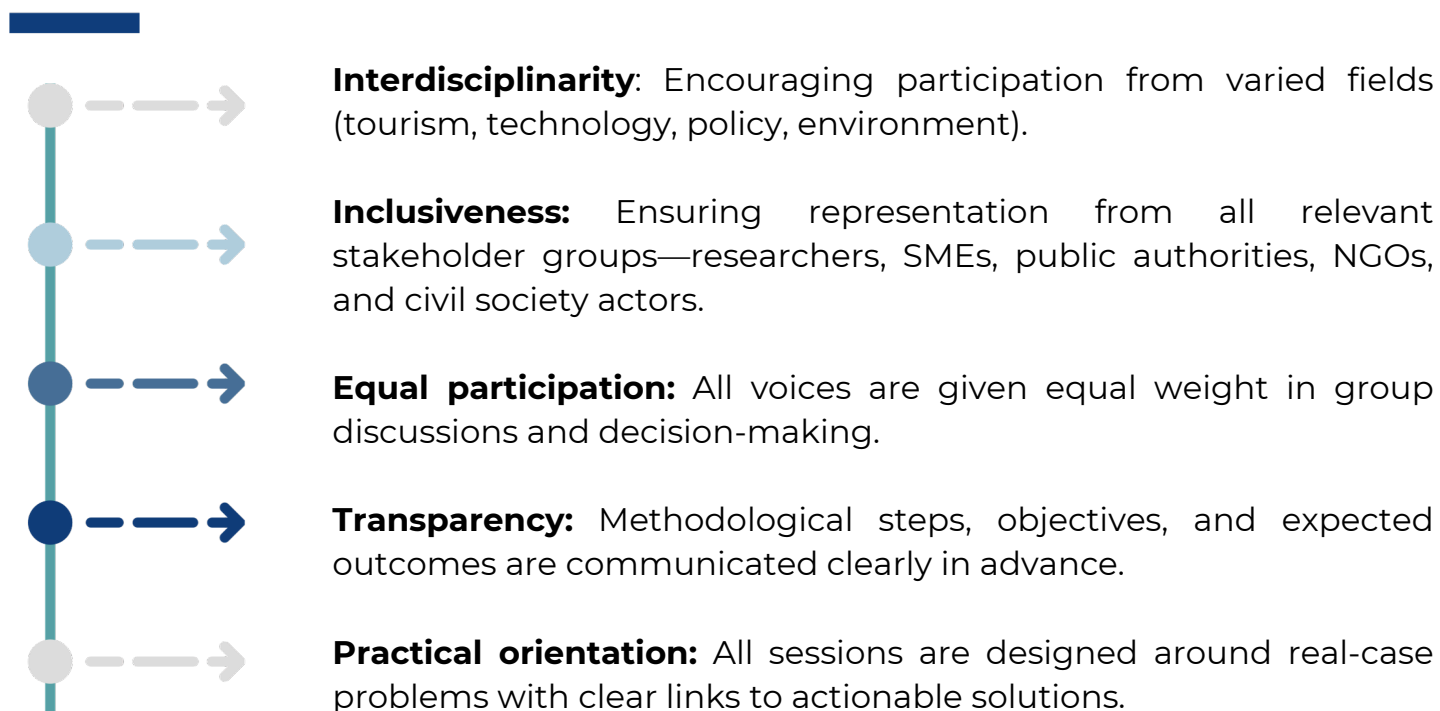 Interdisciplinarity: Encouraging participation from varied fields
(tourism, technology, policy, environment).
Inclusiveness: Ensuring representation from all relevant
stakeholder groups—researchers, SMEs, public authorities, NGOs,
and civil society actors.
Equal participation: All voices are given equal weight in group
discussions and decision-making.
Transparency: Methodological steps, objectives, and expected
outcomes are communicated clearly in advance.
Practical orientation: All sessions are designed around real-case
problems with clear links to actionable solutions.